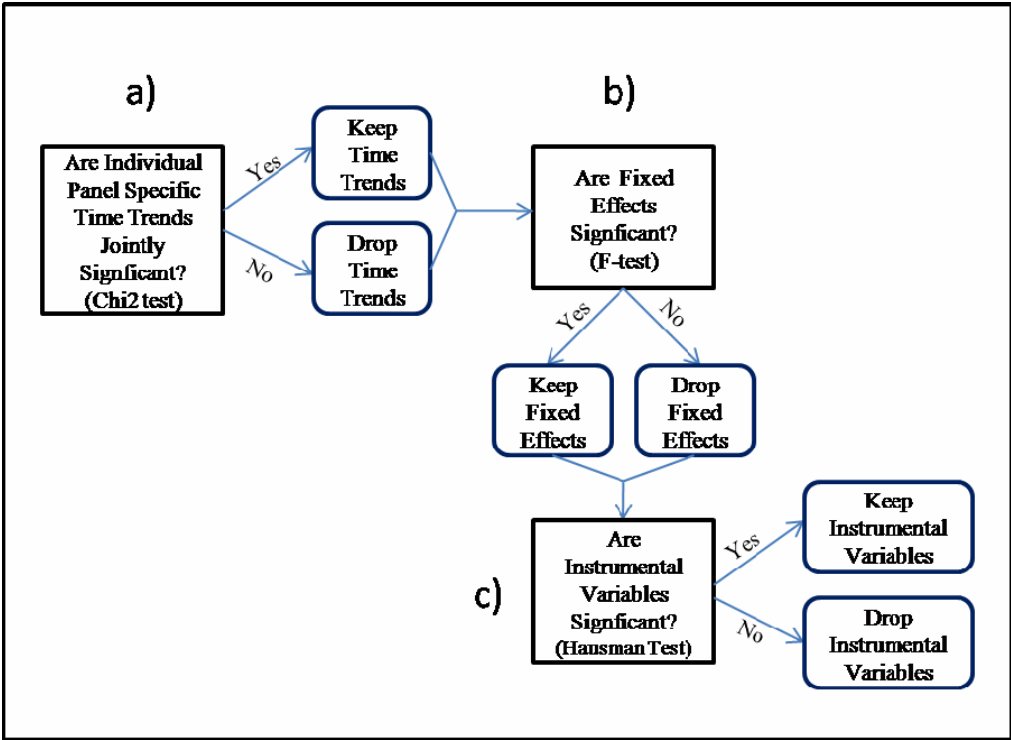 a)
Are Individual
Panel Specific
Time Trends
Jointly
Signficant?
(Chi2 test)
Yes
No
Keep
Time
Trends
Drop
Time
Trends
b)
Are Fixed
Effects
Signficant?
(F-test)
Yes
No
Keep
Fixed
Effects
Drop
Fixed
Effects
c)
Are
Instrumental
Variables
Signficant?
(Hausman Test)
Yes
No
Keep
Instrumental
Variables
Drop
Instrumental
Variables